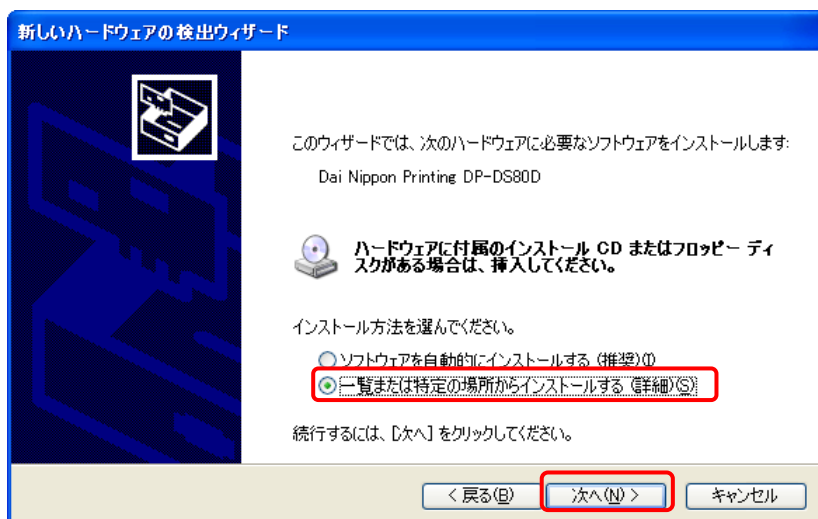 新しいハードウェアの検出ウィザード
このウィザードでは、次のハードウェアに必要なソフトウェアをインストールします:
Dai Nippon Printing DP-DS80D
ハードウェアに付属のインストール CD またはフロッピー ディ
スクがある場合は、挿入してください。
インストール方法を選んでください。
ソフトウェアを自動的にインストールする (推奨)(I)
一覧または特定の場所からインストールする (詳細)(S)
続行するには、[次へ] をクリックしてください。
< 戻る(B)
次へ(N) >
キャンセル